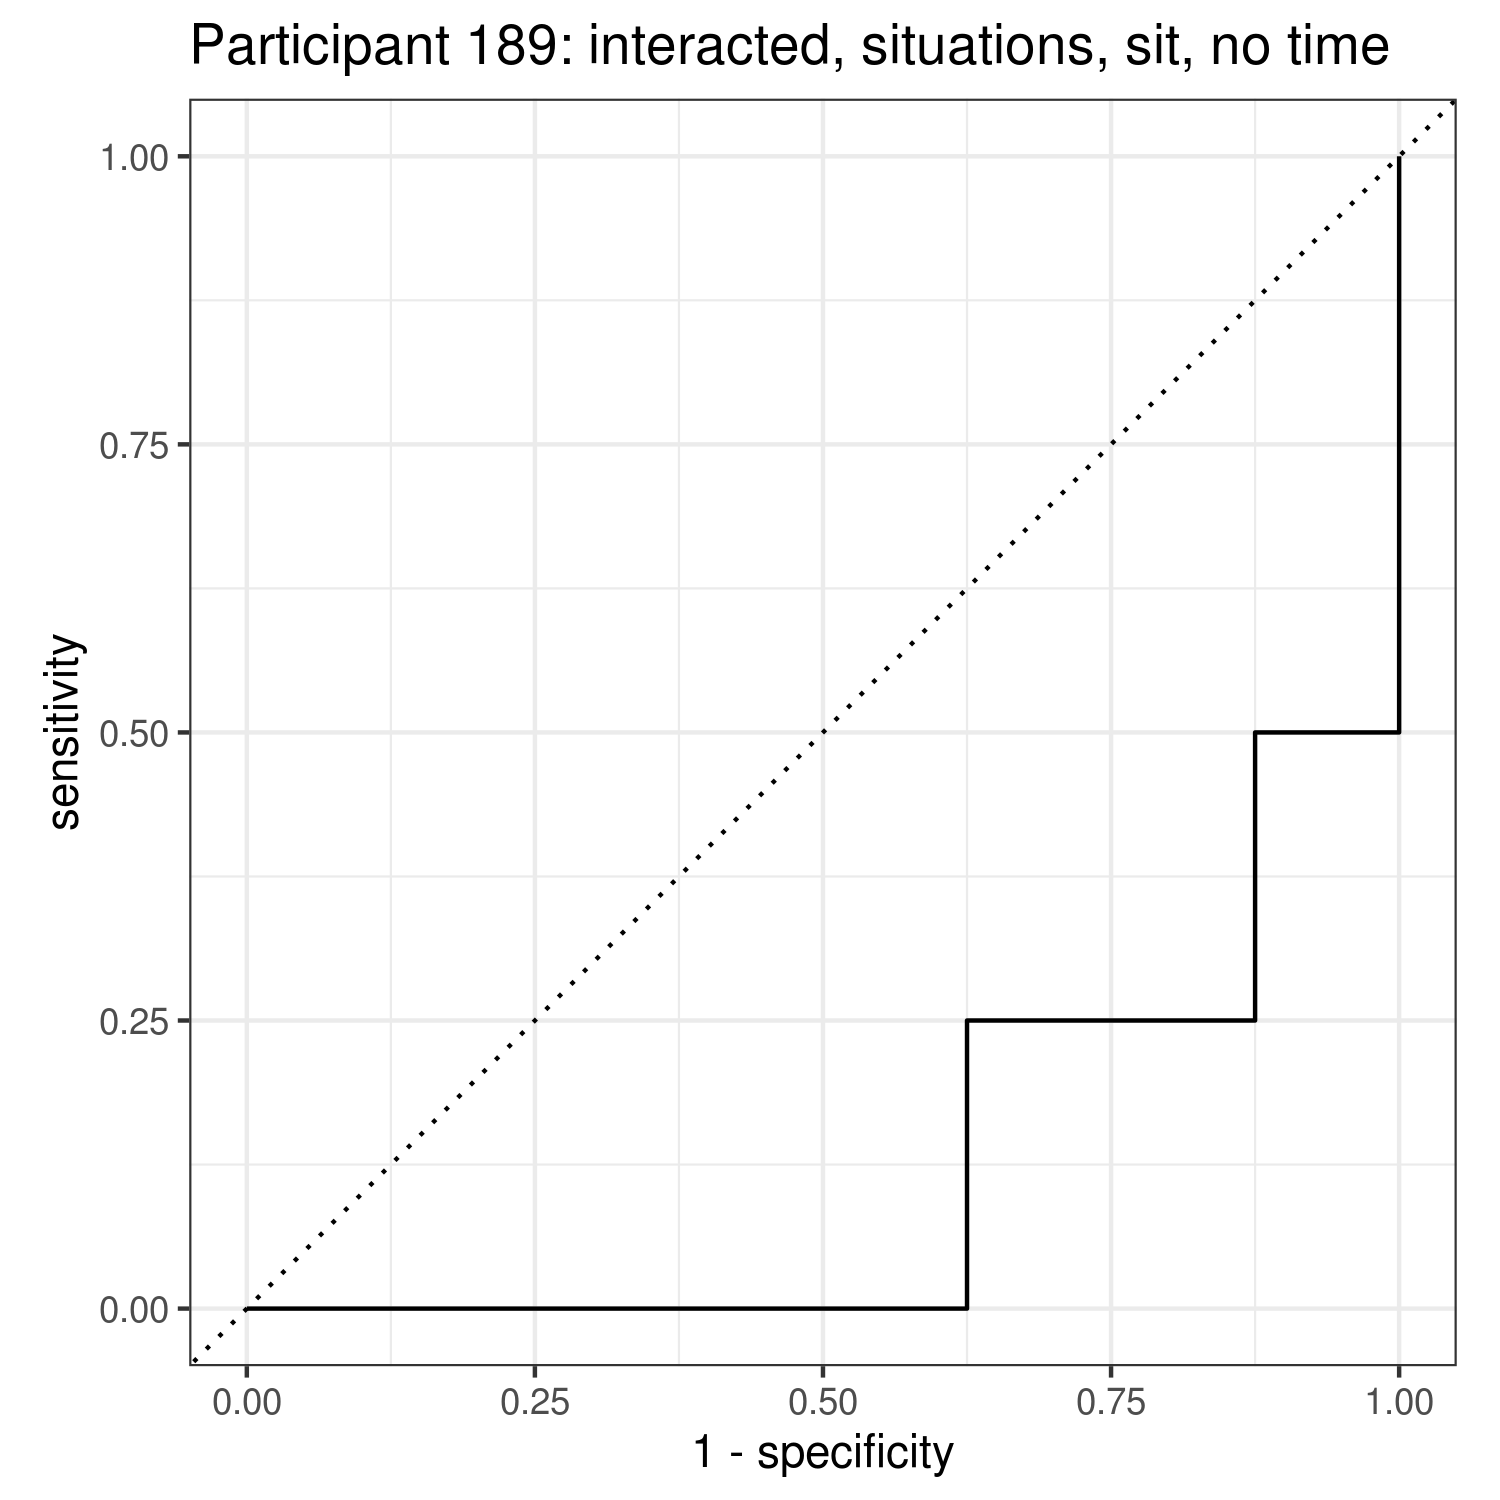 Participant 189: interacted, situations, sit, no time
1.00
0.75
0.50
0.25
0.00
sensitivity
0.00 0.25 0.50 0.75 1.00
1 - specificity